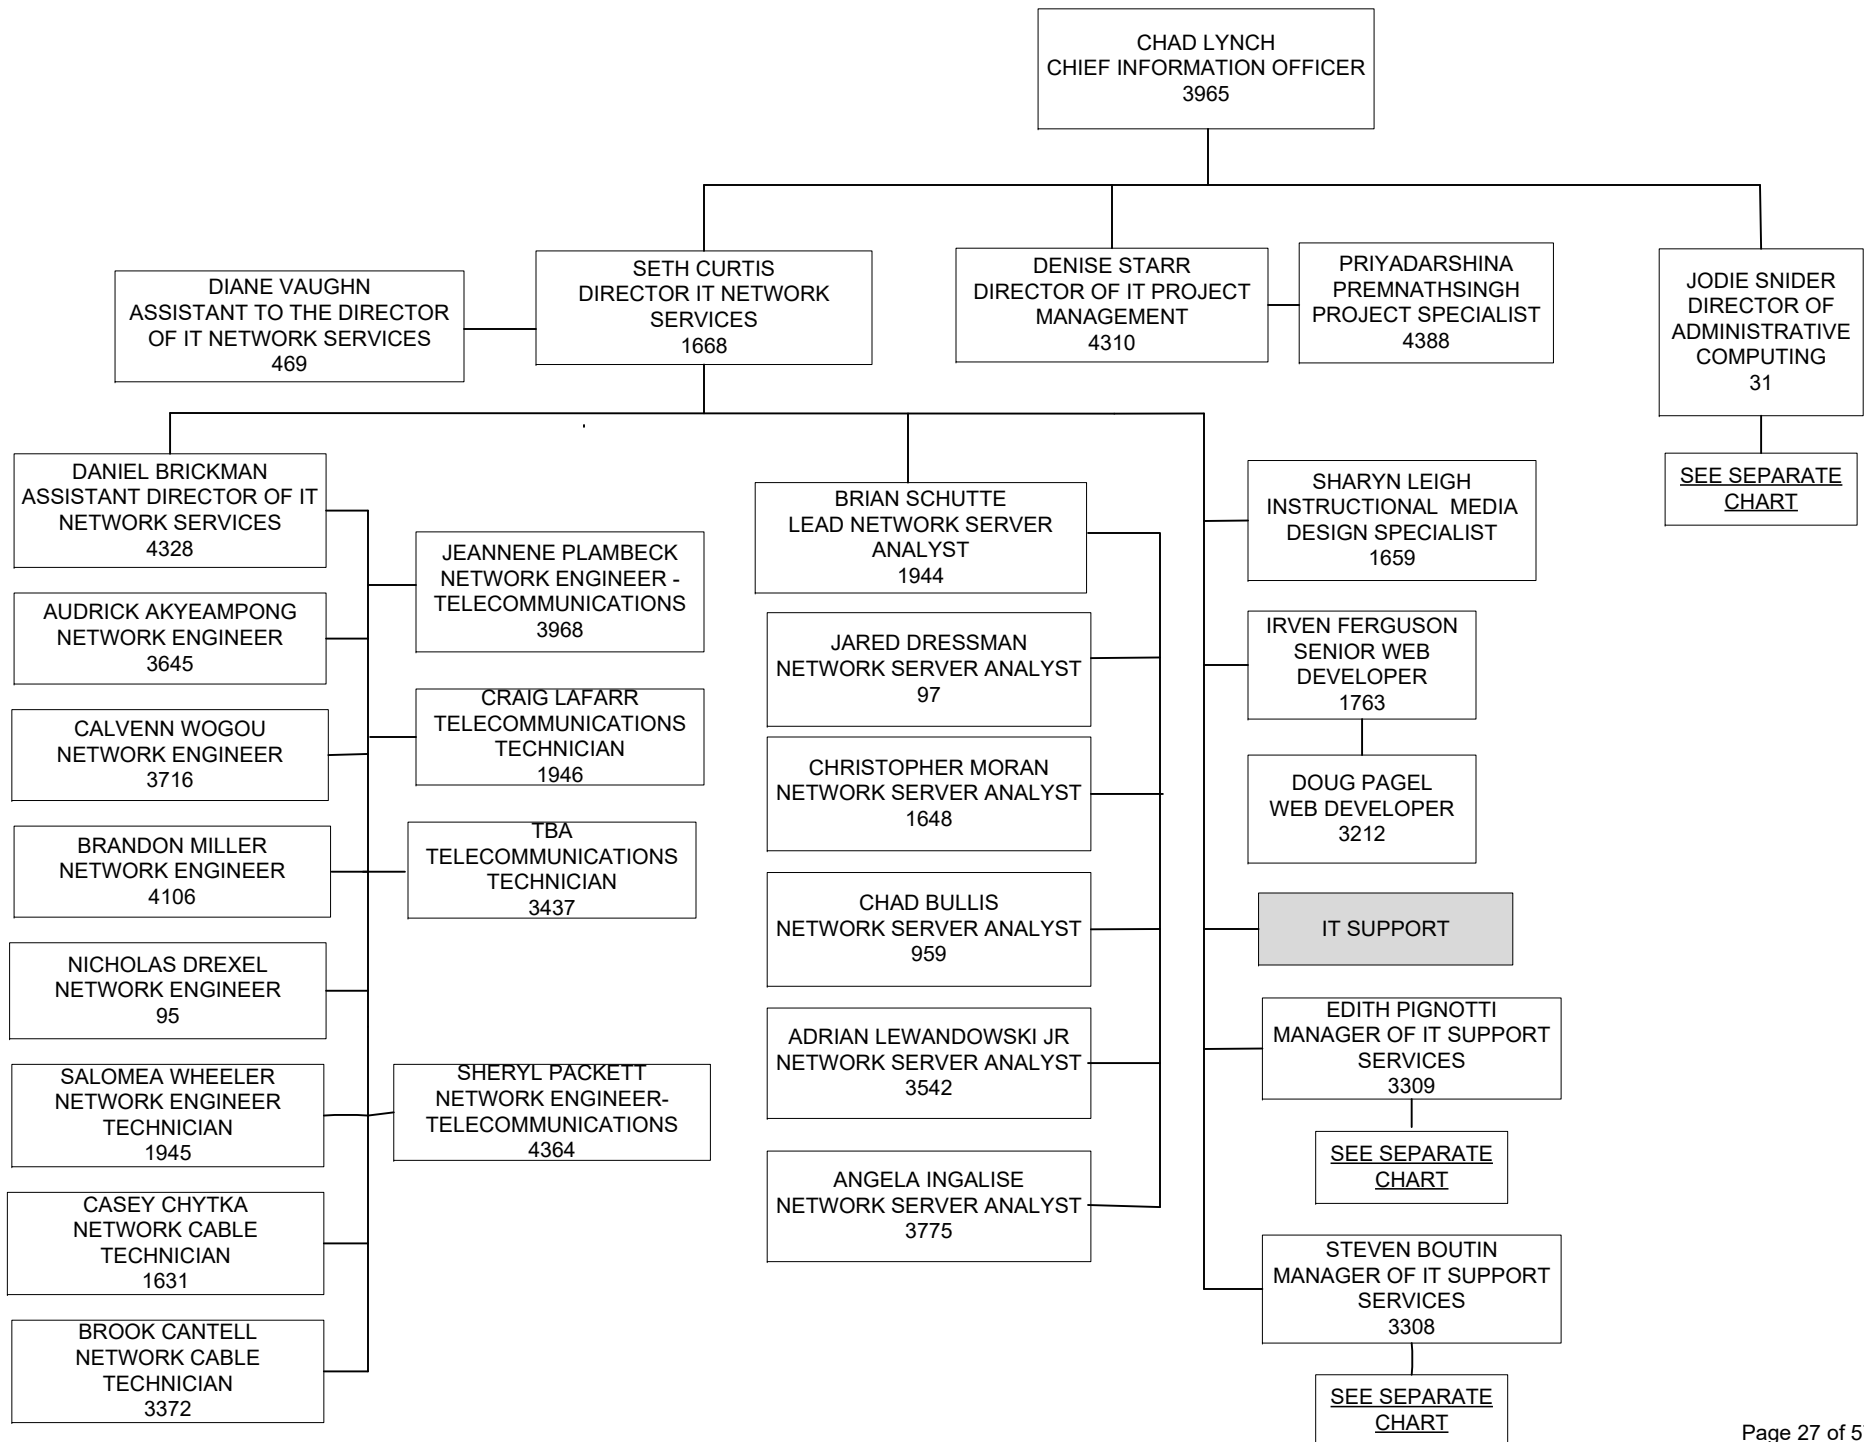 CHAD LYNCH
CHIEF INFORMATION OFFICER
3965
DIANE VAUGHN
ASSISTANT TO THE DIRECTOR
OF IT NETWORK SERVICES
469
SETH CURTIS
DIRECTOR IT NETWORK
SERVICES
1668
DENISE STARR
DIRECTOR OF IT PROJECT
MANAGEMENT
4310
PRIYADARSHINA
PREMNATHSINGH
PROJECT SPECIALIST
4388
JODIE SNIDER
DIRECTOR OF
ADMINISTRATIVE
COMPUTING
31
SEE SEPARATE
CHART
DANIEL BRICKMAN
ASSISTANT DIRECTOR OF IT
NETWORK SERVICES
4328
AUDRICK AKYEAMPONG
NETWORK ENGINEER
3645
CALVENN WOGOU
NETWORK ENGINEER
3716
BRANDON MILLER
NETWORK ENGINEER
4106
NICHOLAS DREXEL
NETWORK ENGINEER
95
SALOMEA WHEELER
NETWORK ENGINEER
TECHNICIAN
1945
CASEY CHYTKA
NETWORK CABLE
TECHNICIAN
1631
BROOK CANTELL
NETWORK CABLE
TECHNICIAN
3372
JEANNENE PLAMBECK
NETWORK ENGINEER -
TELECOMMUNICATIONS
3968
CRAIG LAFARR
TELECOMMUNICATIONS
TECHNICIAN
1946
TBA
TELECOMMUNICATIONS
TECHNICIAN
3437
SHERYL PACKETT
NETWORK ENGINEER-
TELECOMMUNICATIONS
4364
BRIAN SCHUTTE
LEAD NETWORK SERVER
ANALYST
1944
JARED DRESSMAN
NETWORK SERVER ANALYST
97
CHRISTOPHER MORAN
NETWORK SERVER ANALYST
1648
CHAD BULLIS
NETWORK SERVER ANALYST
959
ADRIAN LEWANDOWSKI JR
NETWORK SERVER ANALYST
3542
ANGELA INGALISE
NETWORK SERVER ANALYST
3775
SHARYN LEIGH
INSTRUCTIONAL  MEDIA
DESIGN SPECIALIST
1659
IRVEN FERGUSON
SENIOR WEB
DEVELOPER
1763
DOUG PAGEL
WEB DEVELOPER
3212
IT SUPPORT
EDITH PIGNOTTI
MANAGER OF IT SUPPORT
SERVICES
3309
SEE SEPARATE
CHART
STEVEN BOUTIN
MANAGER OF IT SUPPORT
SERVICES
3308
SEE SEPARATE
CHART
Page 27 of